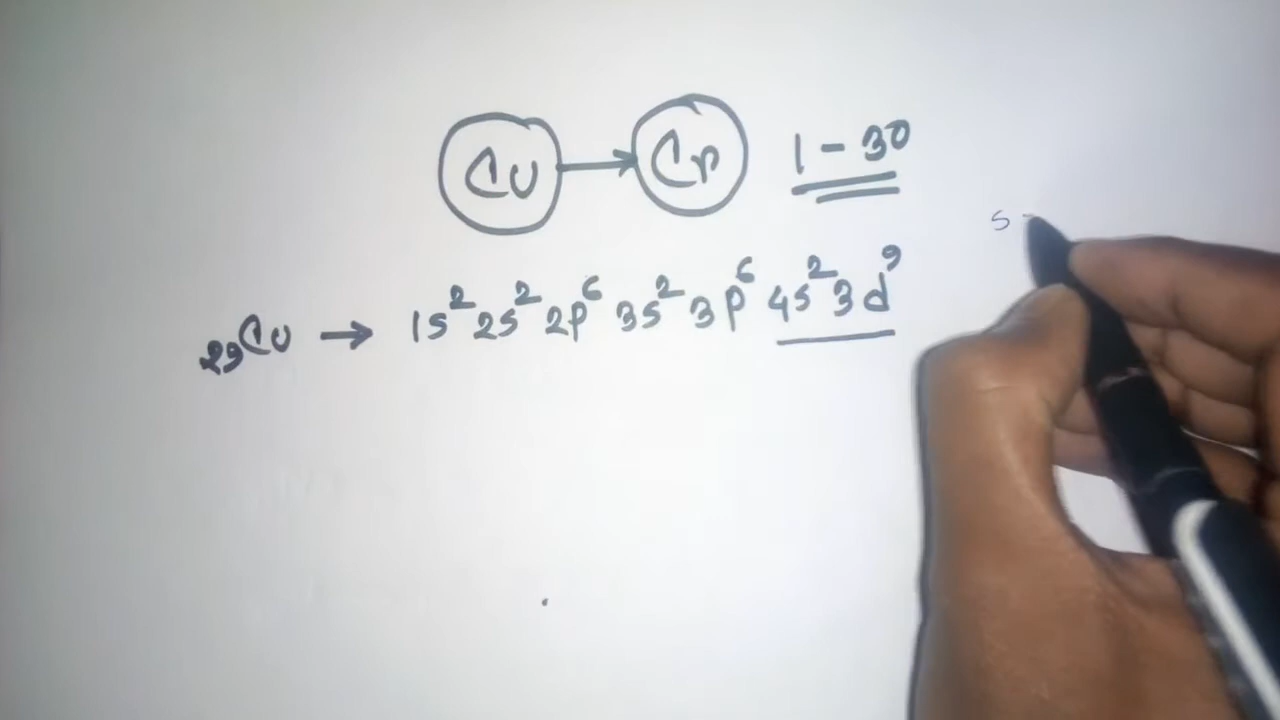 Cu → Cr 1 - 30
s -
₂₉Cu → 1s² 2s² 2p⁶ 3s² 3p⁶ 4s² 3d⁹